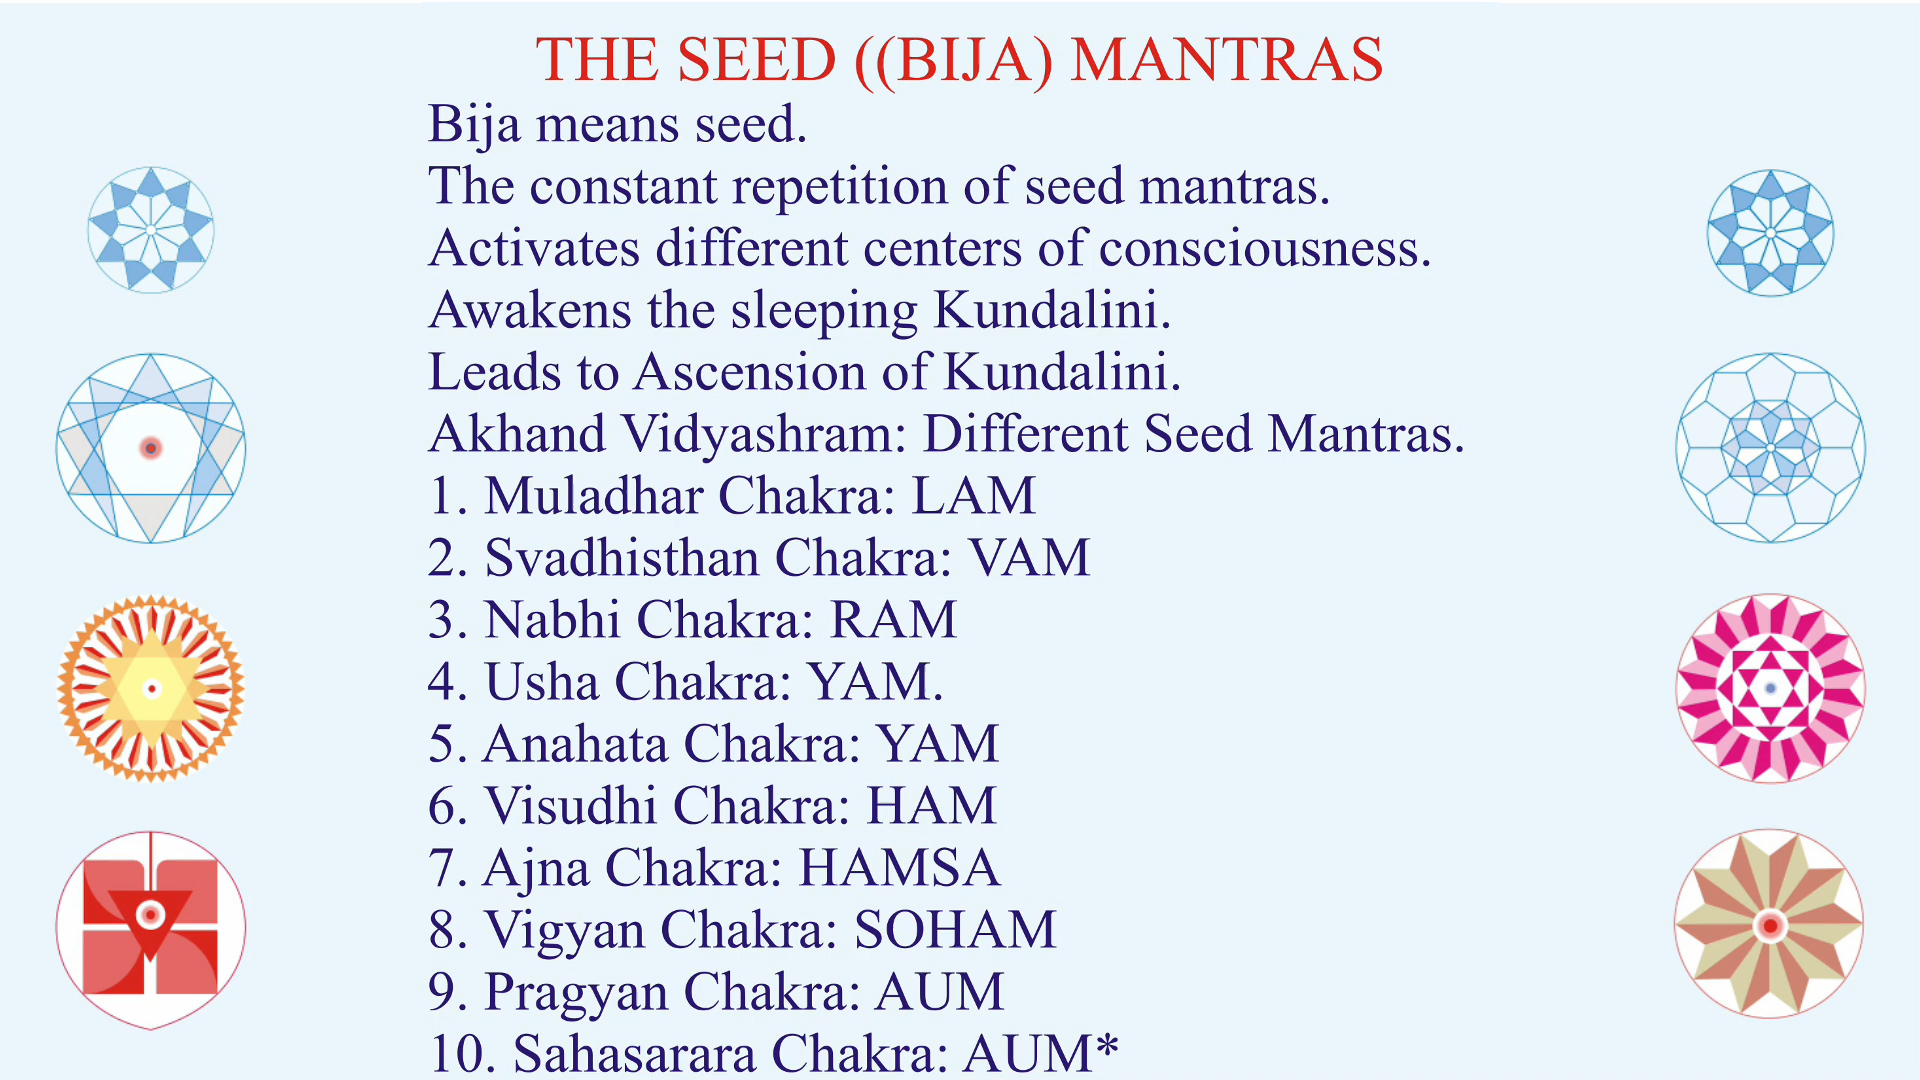 THE SEED ((BIJA) MANTRAS
Bija means seed.
The constant repetition of seed mantras.
Activates different centers of consciousness.
Awakens the sleeping Kundalini.
Leads to Ascension of Kundalini.
Akhand Vidyashram: Different Seed Mantras.
1. Muladhar Chakra: LAM
2. Svadhisthan Chakra: VAM
3. Nabhi Chakra: RAM
4. Usha Chakra: YAM.
5. Anahata Chakra: YAM
6. Visudhi Chakra: HAM
7. Ajna Chakra: HAMSA
8. Vigyan Chakra: SOHAM
9. Pragyan Chakra: AUM
10. Sahasarara Chakra: AUM*